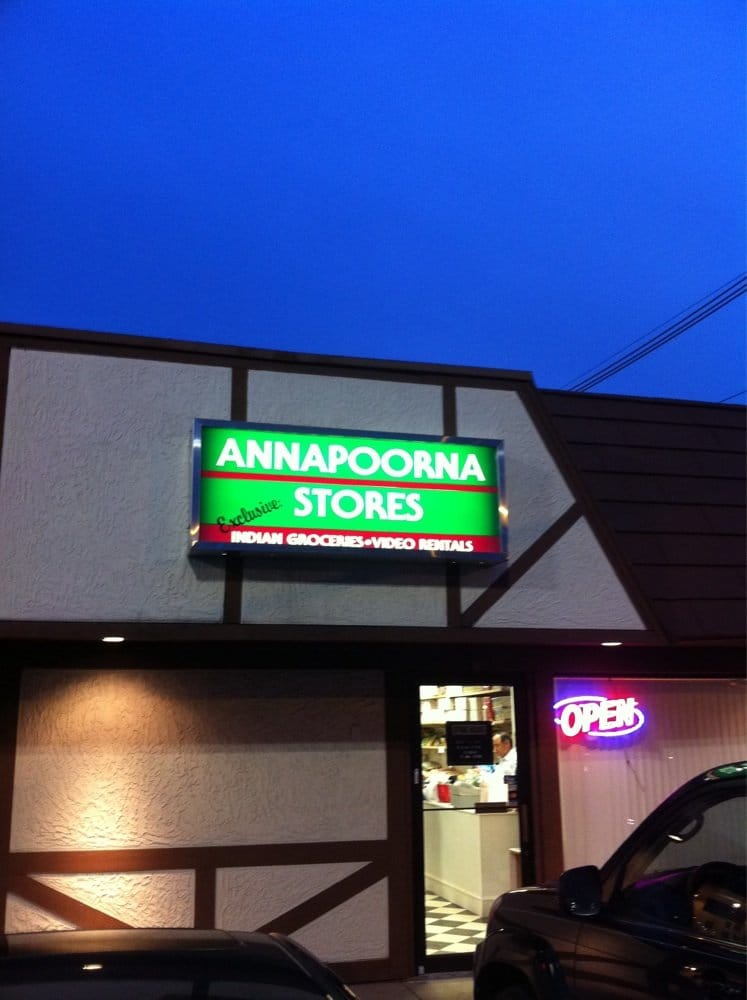 ANNAPOORNA
STORES
Exclusive:
INDIAN GROCERIES•VIDEO RENTALS
OPEN